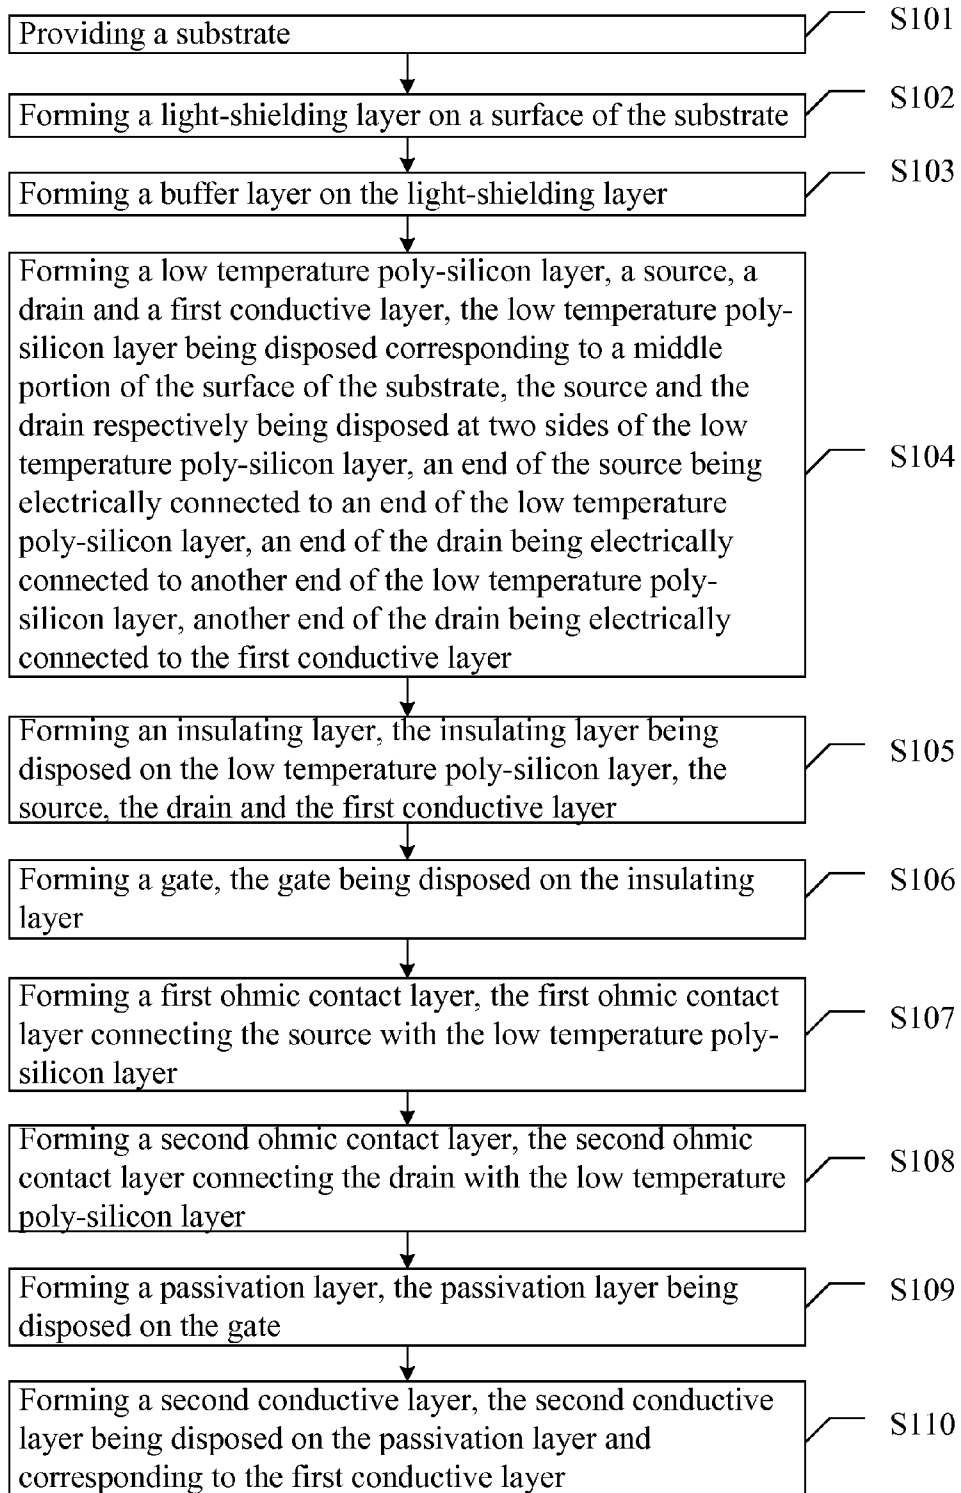 Providing a substrate
S101
Forming a light-shielding layer on a surface of the substrate
S102
Forming a buffer layer on the light-shielding layer
S103
Forming a low temperature poly-silicon layer, a source, a
drain and a first conductive layer, the low temperature poly-
silicon layer being disposed corresponding to a middle
portion of the surface of the substrate, the source and the
drain respectively being disposed at two sides of the low
temperature poly-silicon layer, an end of the source being
electrically connected to an end of the low temperature
poly-silicon layer, an end of the drain being electrically
connected to another end of the low temperature poly-
silicon layer, another end of the drain being electrically
connected to the first conductive layer
S104
Forming an insulating layer, the insulating layer being
disposed on the low temperature poly-silicon layer, the
source, the drain and the first conductive layer
S105
Forming a gate, the gate being disposed on the insulating
layer
S106
Forming a first ohmic contact layer, the first ohmic contact
layer connecting the source with the low temperature poly-
silicon layer
S107
Forming a second ohmic contact layer, the second ohmic
contact layer connecting the drain with the low temperature
poly-silicon layer
S108
Forming a passivation layer, the passivation layer being
disposed on the gate
S109
Forming a second conductive layer, the second conductive
layer being disposed on the passivation layer and
corresponding to the first conductive layer
S110